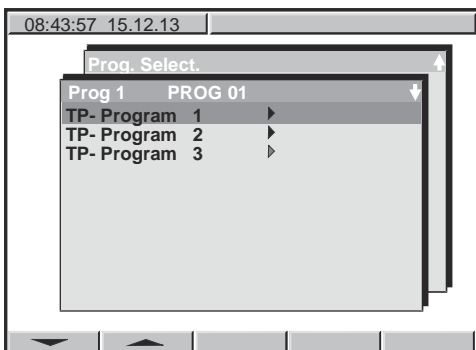 08:43:57 15.12.13
Prog. Select.
Prog 1 PROG 01
TP- Program 1
TP- Program 2
TP- Program 3